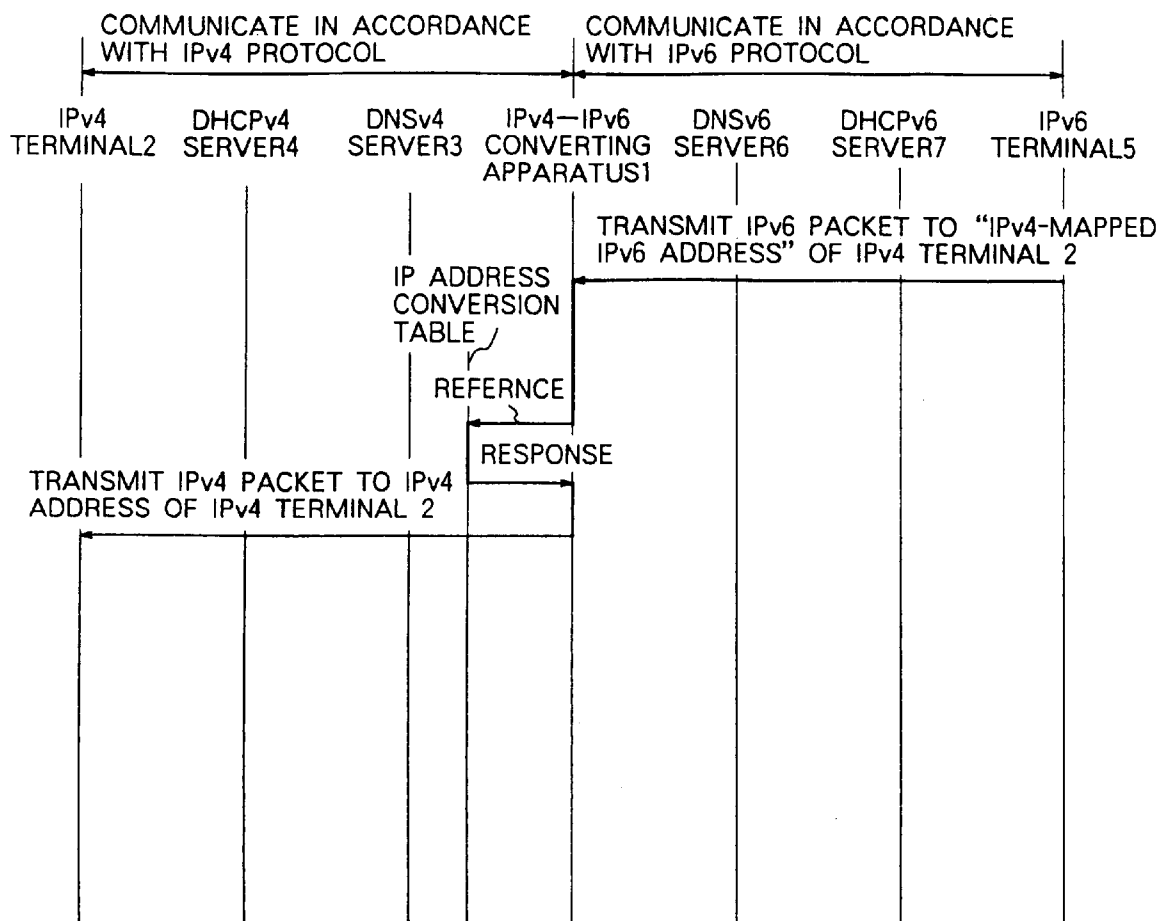 COMMUNICATE IN ACCORDANCE
WITH IPv4 PROTOCOL
COMMUNICATE IN ACCORDANCE
WITH IPv6 PROTOCOL
IPv4
TERMINAL2
DHCPv4
SERVER4
DNSv4
SERVER3
IPv4–IPv6
CONVERTING
APPARATUS1
DNSv6
SERVER6
DHCPv6
SERVER7
IPv6
TERMINAL5
TRANSMIT IPv6 PACKET TO “IPv4-MAPPED
IPv6 ADDRESS” OF IPv4 TERMINAL 2
IP ADDRESS
CONVERSION
TABLE
REFERNCE
RESPONSE
TRANSMIT IPv4 PACKET TO IPv4
ADDRESS OF IPv4 TERMINAL 2